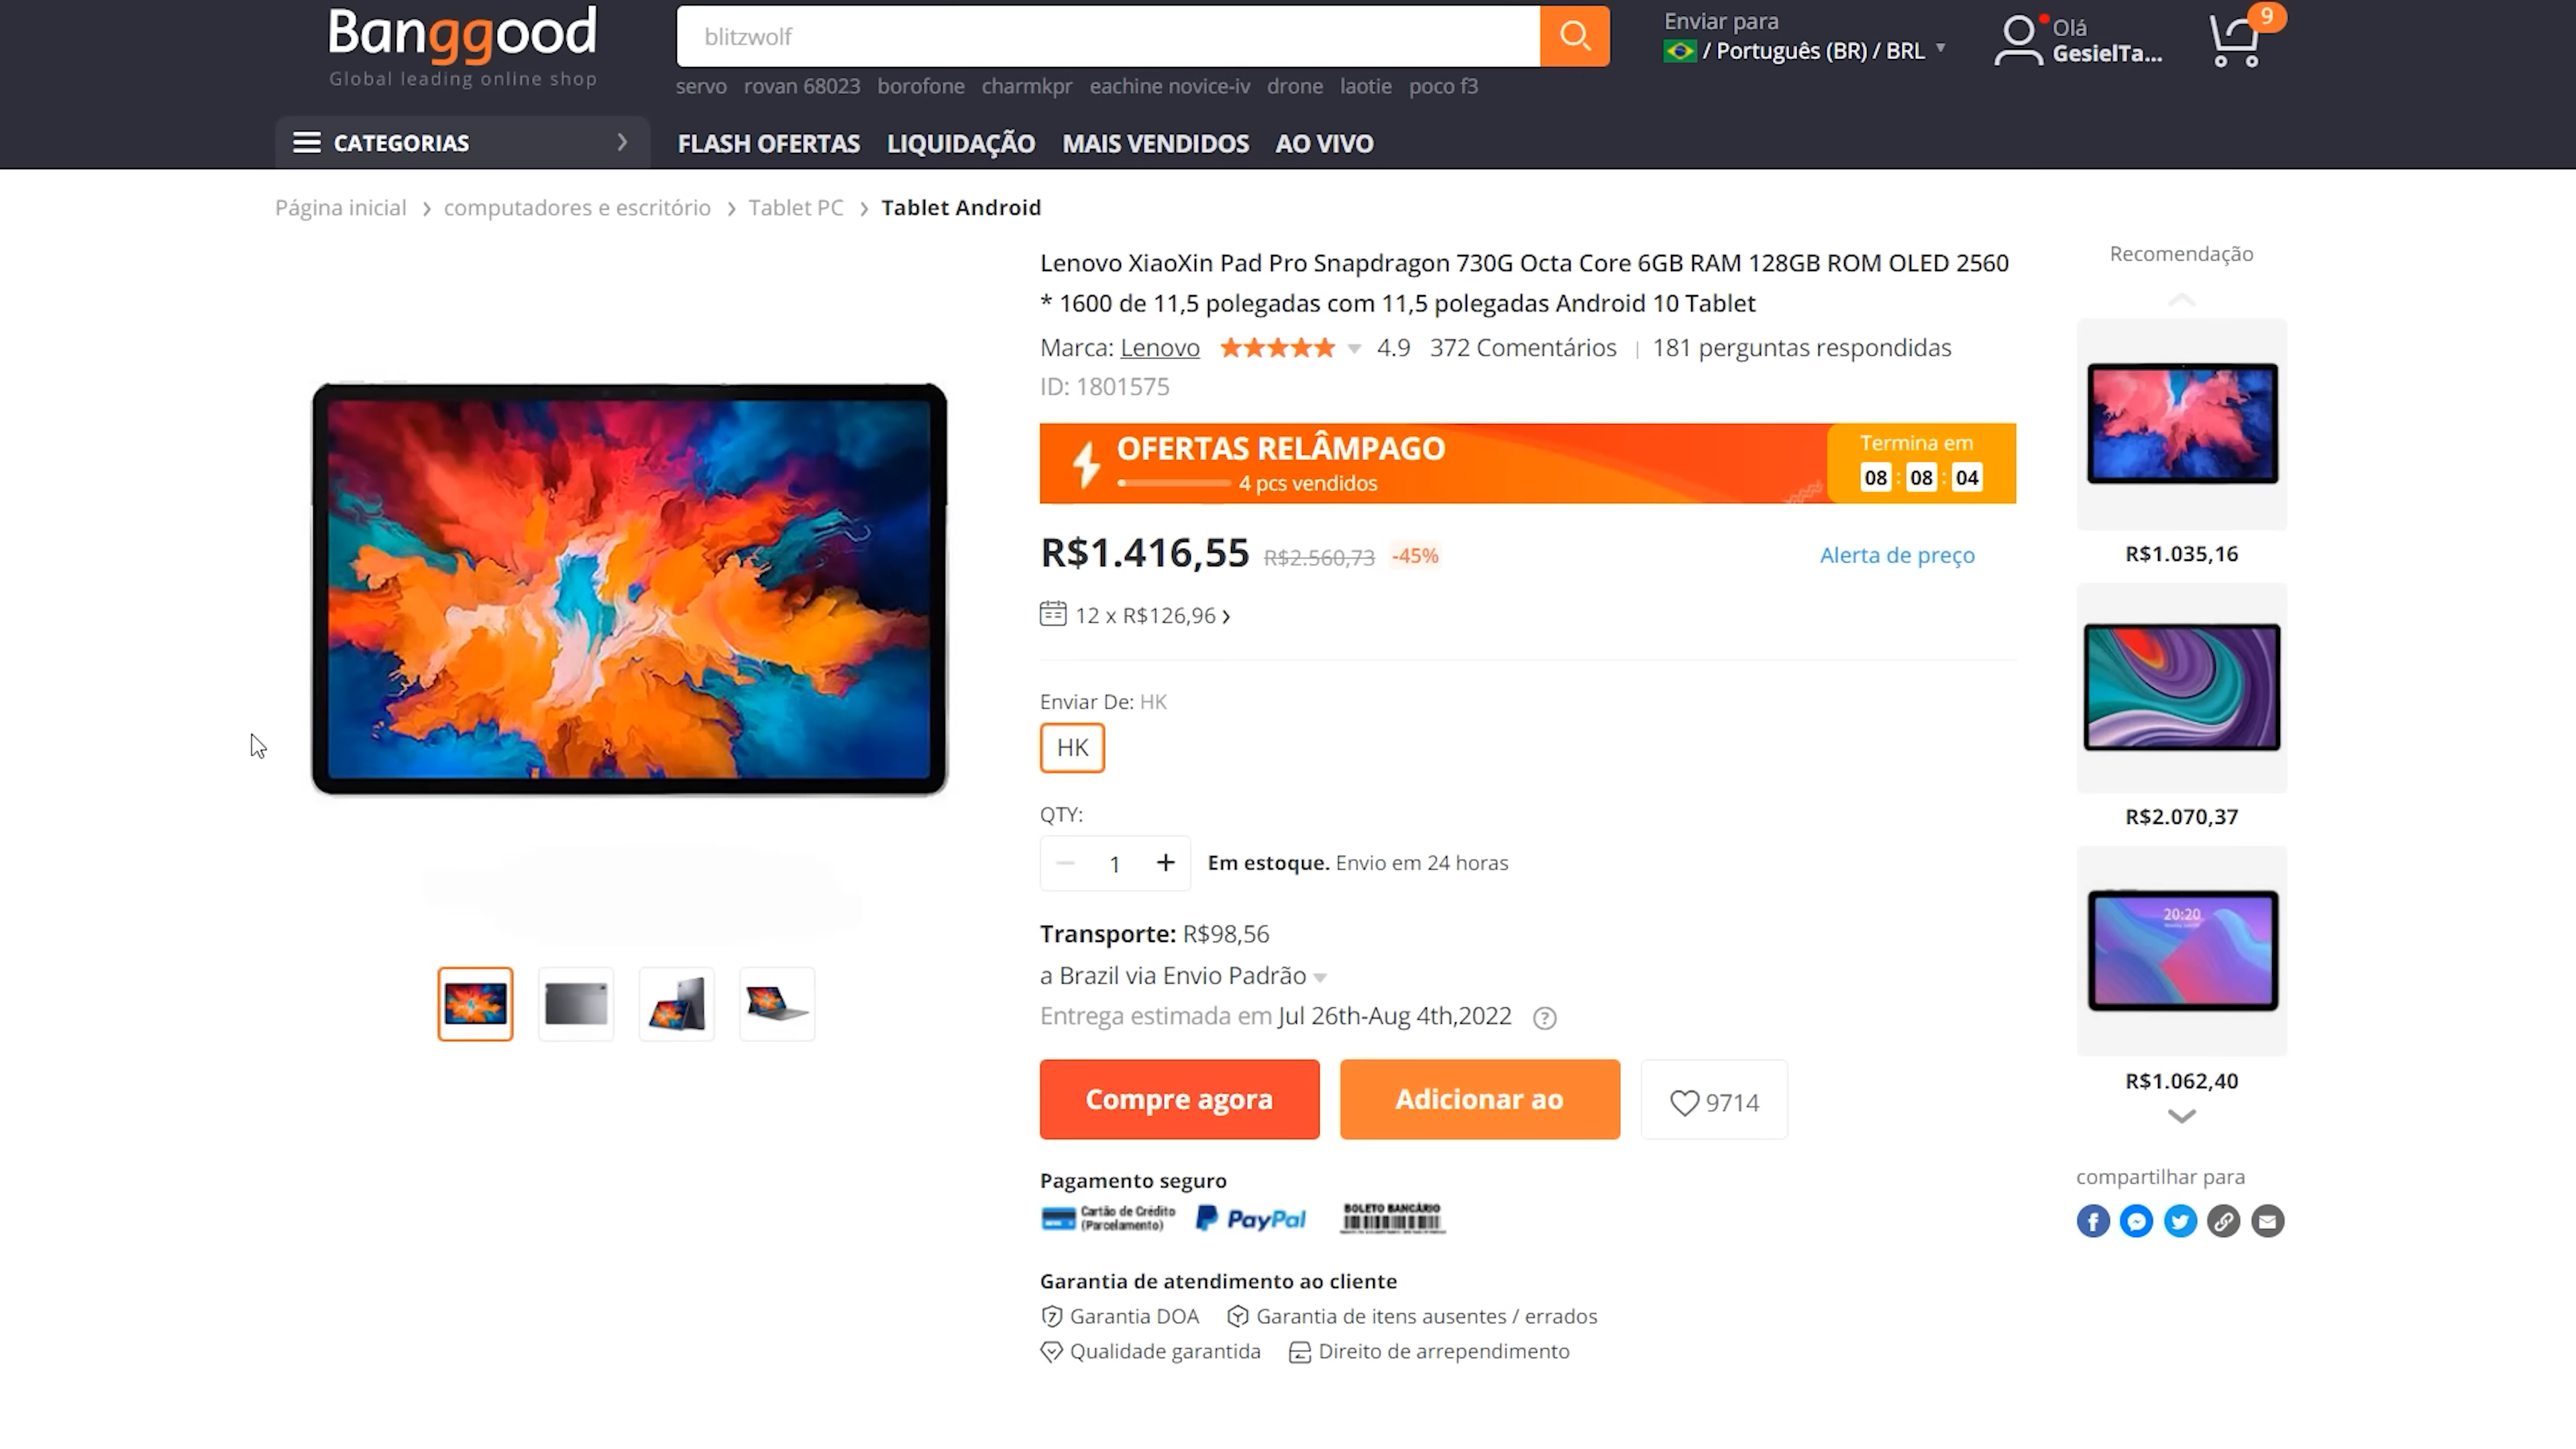 Banggood
Global leading online shop
blitzwolf
servo rovan 68023 borofone charmkpr eachine novice-iv drone laotie poco f3
Enviar para
/ Português (BR) / BRL
Olá
GesielTa...
9
CATEGORIAS
FLASH OFERTAS LIQUIDAÇÃO MAIS VENDIDOS AO VIVO
Página inicial > computadores e escritório > Tablet PC > Tablet Android
Lenovo XiaoXin Pad Pro Snapdragon 730G Octa Core 6GB RAM 128GB ROM OLED 2560
* 1600 de 11,5 polegadas com 11,5 polegadas Android 10 Tablet
Marca: Lenovo 4.9 372 Comentários | 181 perguntas respondidas
ID: 1801575
OFERTAS RELÂMPAGO
4 pcs vendidos
Termina em
08 : 08 : 04
R$1.416,55 R$2.560,73 -45%
Alerta de preço
12 x R$126,96 >
Enviar De: HK
HK
QTY:
1
Em estoque. Envio em 24 horas
Transporte: R$98,56
a Brazil via Envio Padrão
Entrega estimada em Jul 26th-Aug 4th,2022 ?
Compre agora
Adicionar ao
9714
Pagamento seguro
Cartão de Crédito
(Parcelamento)
PayPal
BOLETO BANCÁRIO
Garantia de atendimento ao cliente
Garantia DOA Garantia de itens ausentes / errados
Qualidade garantida Direito de arrependimento
Recomendação
R$1.035,16
R$2.070,37
20:20
R$1.062,40
compartilhar para